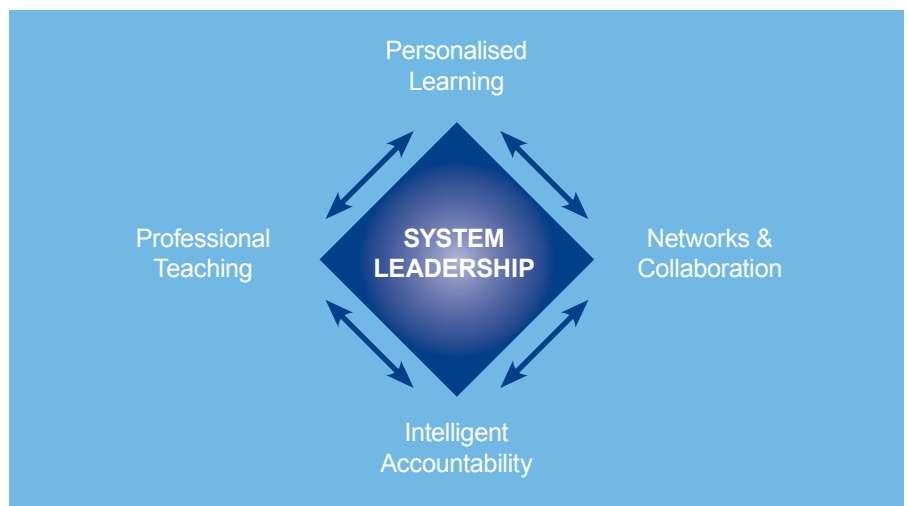 Personalised
Learning
Professional
Teaching
SYSTEM
LEADERSHIP
Networks &
Collaboration
Intelligent
Accountability